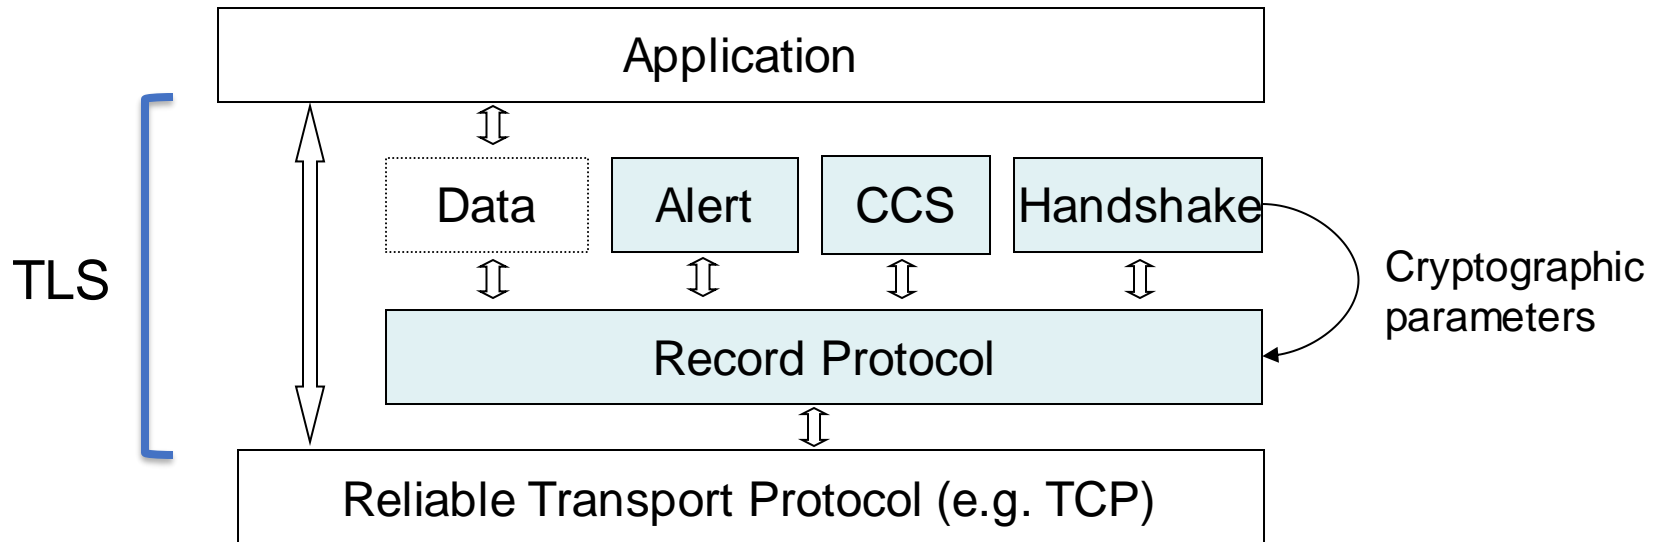 Application
Data
Alert
CCS
Handshake
TLS
Cryptographic
parameters
Record Protocol
Reliable Transport Protocol (e.g. TCP)